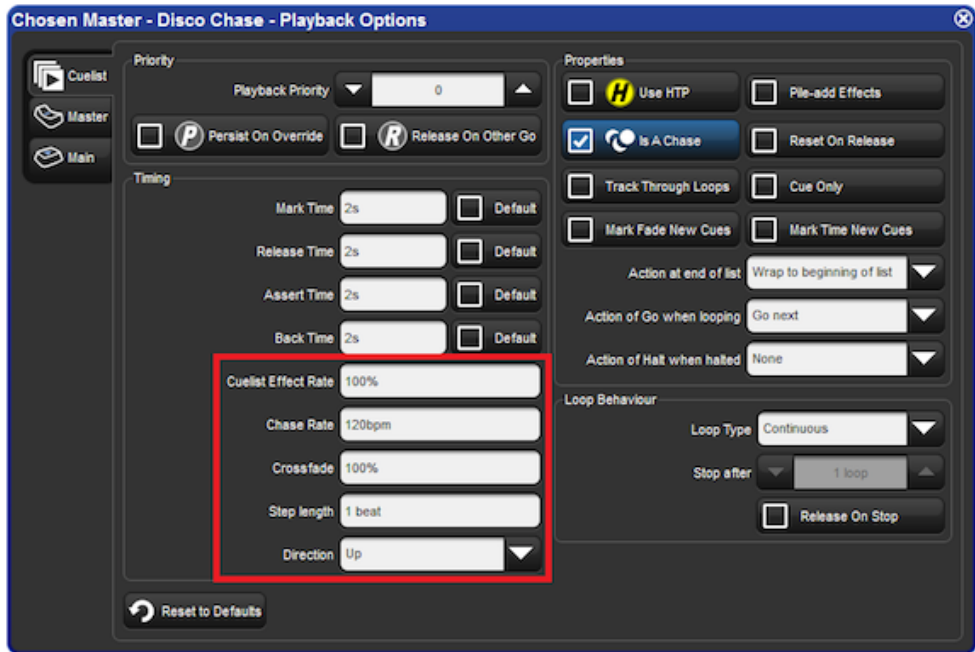 Chosen Master - Disco Chase - Playback Options
Cuelist
Master
Main
Priority
Playback Priority 0
P Persist On Override R Release On Other Go
Timing
Mark Time 2s Default
Release Time 2s Default
Assert Time 2s Default
Back Time 2s Default
Cuelist Effect Rate 100%
Chase Rate 120bpm
Crossfade 100%
Step length 1 beat
Direction Up
Reset to Defaults
Properties
H Use HTP Pile-add Effects
Is A Chase Reset On Release
Track Through Loops Cue Only
Mark Fade New Cues Mark Time New Cues
Action at end of list Wrap to beginning of list
Action of Go when looping Go next
Action of Halt when halted None
Loop Behaviour
Loop Type Continuous
Stop after 1 loop
Release On Stop